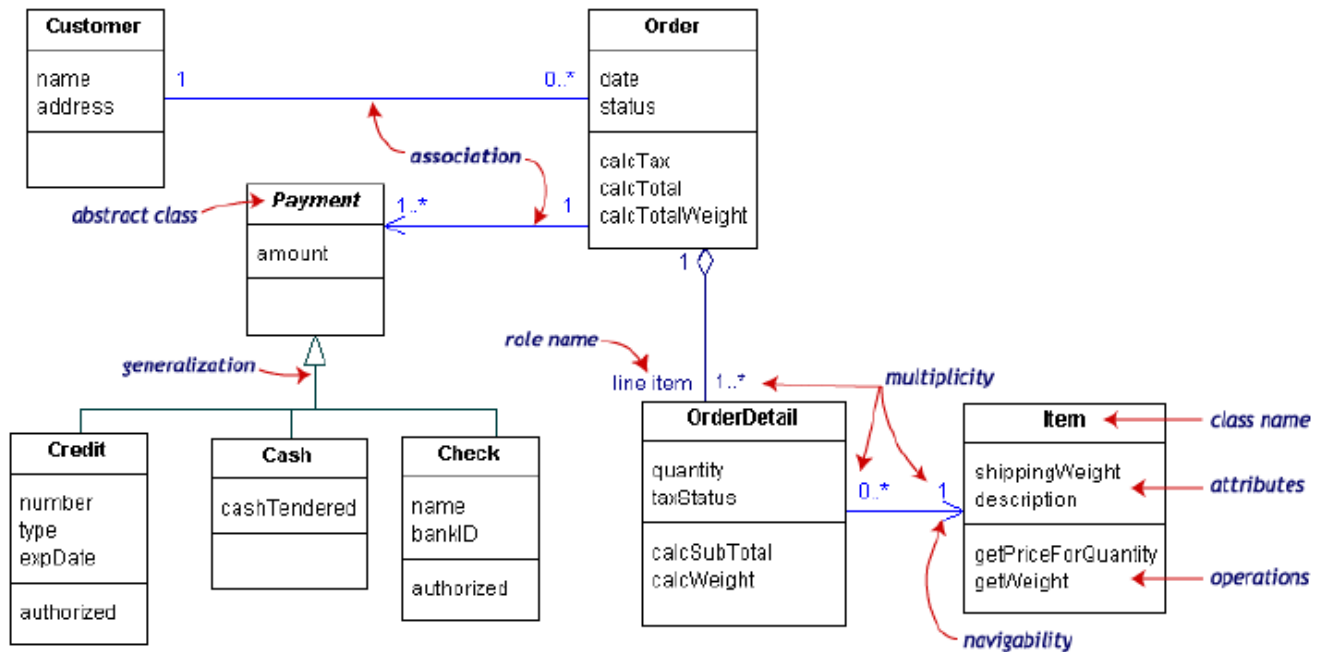 Customer
name
address
1
0..*
association
Order
date
status
calcTax
calcTotal
calcTotalWeight
abstract class
Payment
amount
1..*
1
1
generalization
role name
line item
1..*
multiplicity
Credit
number
type
expDate
authorized
Cash
cashTendered
Check
name
bankID
authorized
OrderDetail
quantity
taxStatus
calcSubTotal
calcWeight
0..*
1
Item
shippingWeight
description
getPriceForQuantity
getWeight
class name
attributes
operations
navigability